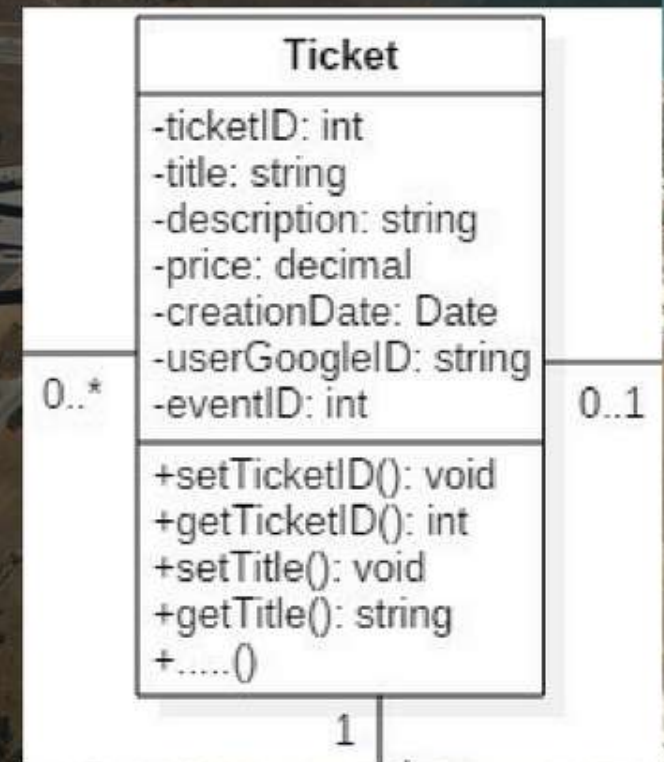 Ticket
-ticketID: int
-title: string
-description: string
-price: decimal
-creationDate: Date
-userGoogleID: string
-eventID: int
0..*
0..1
+setTicketID(): void
+getTicketID(): int
+setTitle(): void
+getTitle(): string
+.....()
1